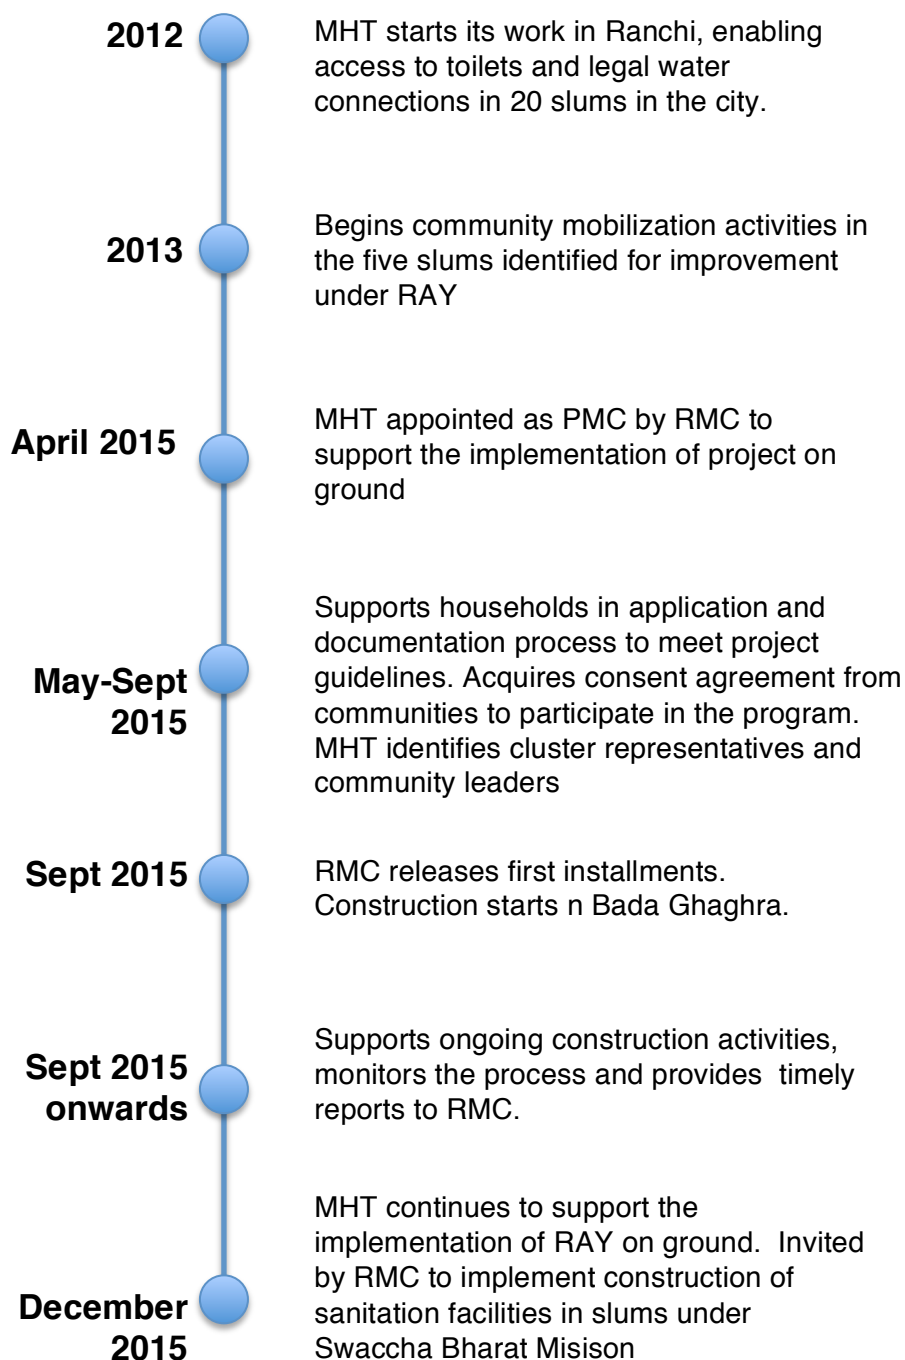 2012
MHT starts its work in Ranchi, enabling
access to toilets and legal water
connections in 20 slums in the city.
2013
Begins community mobilization activities in
the five slums identified for improvement
under RAY
April 2015
MHT appointed as PMC by RMC to
support the implementation of project on
ground
May-Sept
2015
Supports households in application and
documentation process to meet project
guidelines. Acquires consent agreement from
communities to participate in the program.
MHT identifies cluster representatives and
community leaders
Sept 2015
RMC releases first installments.
Construction starts n Bada Ghaghra.
Sept 2015
onwards
Supports ongoing construction activities,
monitors the process and provides  timely
reports to RMC.
December
2015
MHT continues to support the
implementation of RAY on ground.  Invited
by RMC to implement construction of
sanitation facilities in slums under
Swaccha Bharat Misison